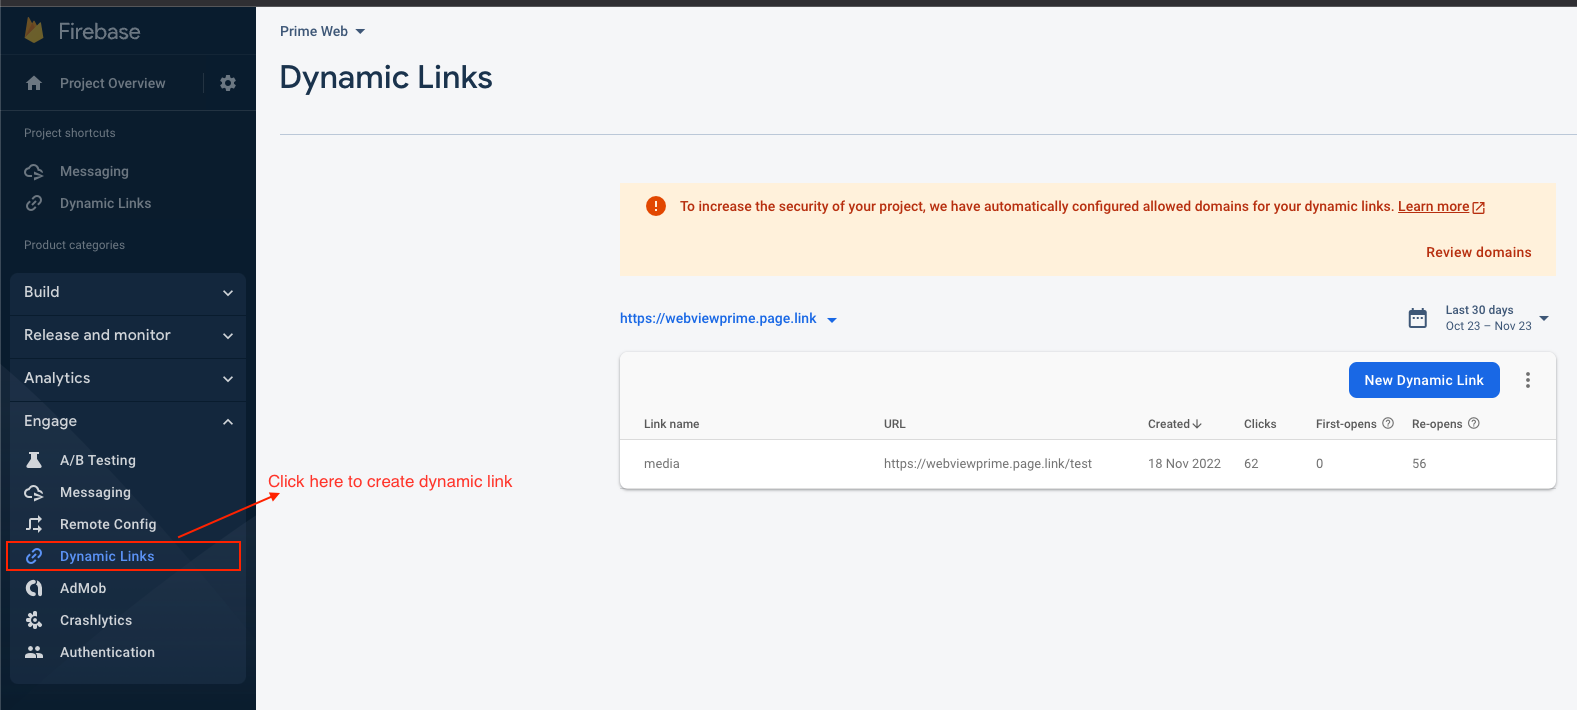 Firebase
Project Overview
Project shortcuts
Messaging
Dynamic Links
Product categories
Build
Release and monitor
Analytics
Engage
A/B Testing
Messaging
Remote Config
Dynamic Links
AdMob
Crashlytics
Authentication
Click here to create dynamic link
Prime Web
Dynamic Links
To increase the security of your project, we have automatically configured allowed domains for your dynamic links. Learn more
Review domains
https://webviewprime.page.link
Last 30 days
Oct 23 – Nov 23
New Dynamic Link
Link name URL Created Clicks First-opens Re-opens
media https://webviewprime.page.link/test 18 Nov 2022 62 0 56